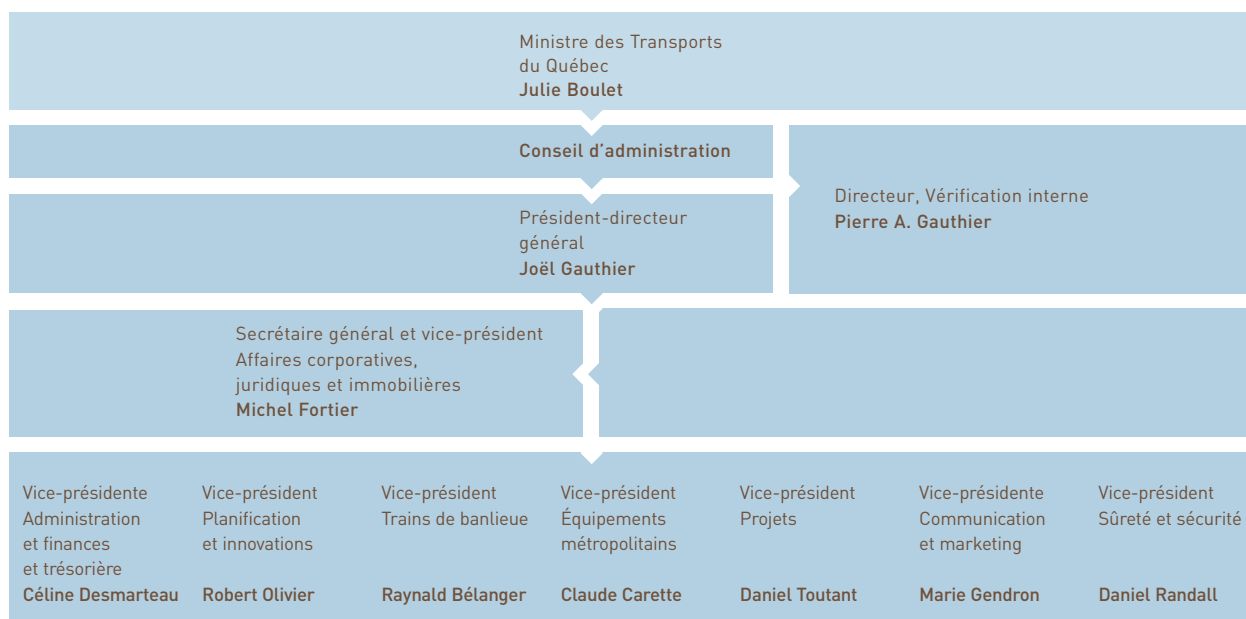 Ministre des Transports
du Québec
Julie Boulet
Conseil d’administration
Directeur, Vérification interne
Pierre A. Gauthier
Président-directeur
général
Joël Gauthier
Secrétaire général et vice-président
Affaires corporatives,
juridiques et immobilières
Michel Fortier
Vice-présidente
Administration
et finances
et trésorière
Céline Desmarteau
Vice-président
Planification
et innovations
Robert Olivier
Vice-président
Trains de banlieue
Raynald Bélanger
Vice-président
Équipements
métropolitains
Claude Carette
Vice-président
Projets
Daniel Toutant
Vice-présidente
Communication
et marketing
Marie Gendron
Vice-président
Sûreté et sécurité
Daniel Randall